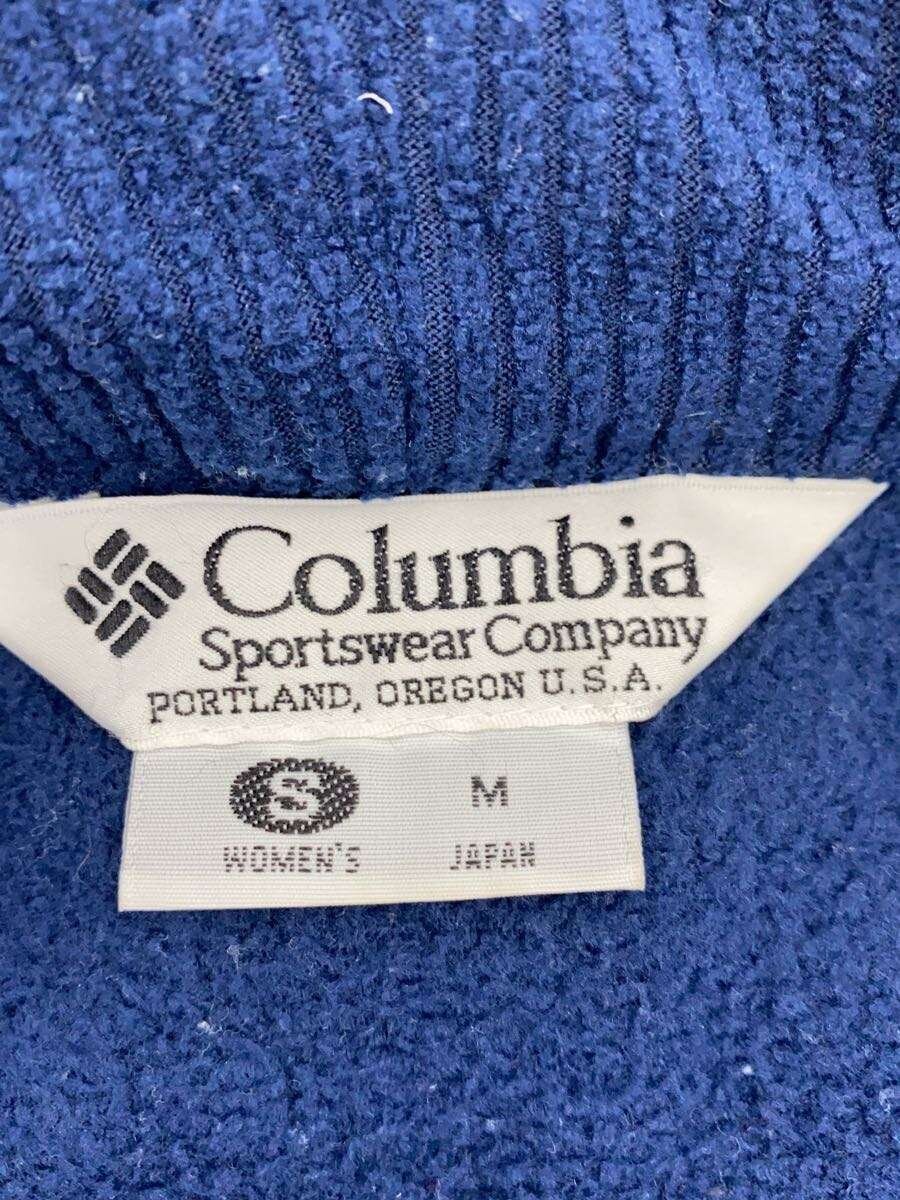 Columbia
Sportswear Company
PORTLAND, OREGON U.S.A.
S M
WOMEN'S JAPAN